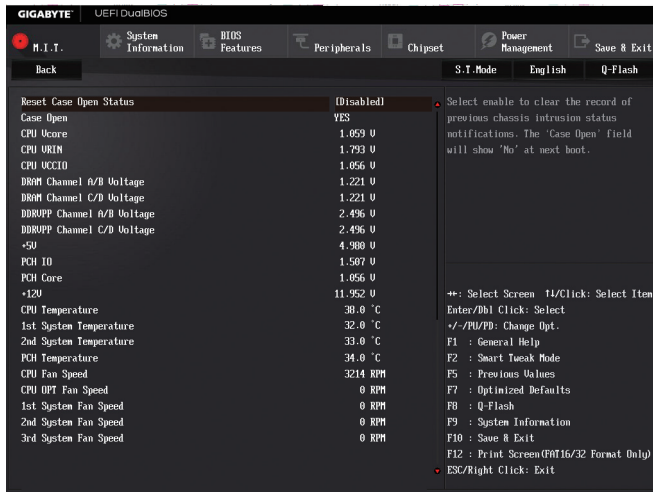 GIGABYTE™ UEFI DualBIOS
M.I.T. System Information BIOS Features Peripherals Chipset Power Management Save & Exit
Back S.T.Mode English Q-Flash
Reset Case Open Status [Disabled]
Case Open YES
CPU Vcore 1.059 V
CPU VRIN 1.793 V
CPU VCCIO 1.056 V
DRAM Channel A/B Voltage 1.221 V
DRAM Channel C/D Voltage 1.221 V
DDRVPP Channel A/B Voltage 2.496 V
DDRVPP Channel C/D Voltage 2.496 V
+5V 4.980 V
PCH IO 1.507 V
PCH Core 1.056 V
+12V 11.952 V
CPU Temperature 38.0 °C
1st System Temperature 32.0 °C
2nd System Temperature 33.0 °C
PCH Temperature 34.0 °C
CPU Fan Speed 3214 RPM
CPU OPT Fan Speed 0 RPM
1st System Fan Speed 0 RPM
2nd System Fan Speed 0 RPM
3rd System Fan Speed 0 RPM
Select enable to clear the record of
previous chassis intrusion status
notifications. The 'Case Open' field
will show 'No' at next boot.
→←: Select Screen ↑↓/Click: Select Item
Enter/Dbl Click: Select
+/-/PU/PD: Change Opt.
F1 : General Help
F2 : Smart Tweak Mode
F5 : Previous Values
F7 : Optimized Defaults
F8 : Q-Flash
F9 : System Information
F10 : Save & Exit
F12 : Print Screen(FAT16/32 Format Only)
ESC/Right Click: Exit